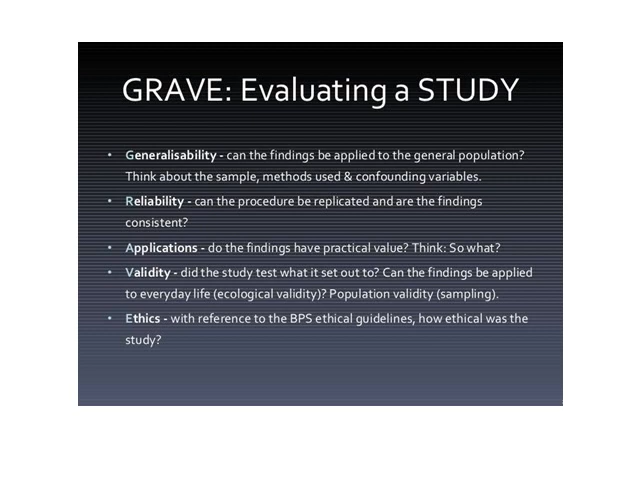 GRAVE: Evaluating a STUDY
• Generalisability - can the findings be applied to the general population?
Think about the sample, methods used & confounding variables.
• Reliability - can the procedure be replicated and are the findings
consistent?
• Applications - do the findings have practical value? Think: So what?
• Validity - did the study test what it set out to? Can the findings be applied
to everyday life (ecological validity)? Population validity (sampling).
• Ethics - with reference to the BPS ethical guidelines, how ethical was the
study?